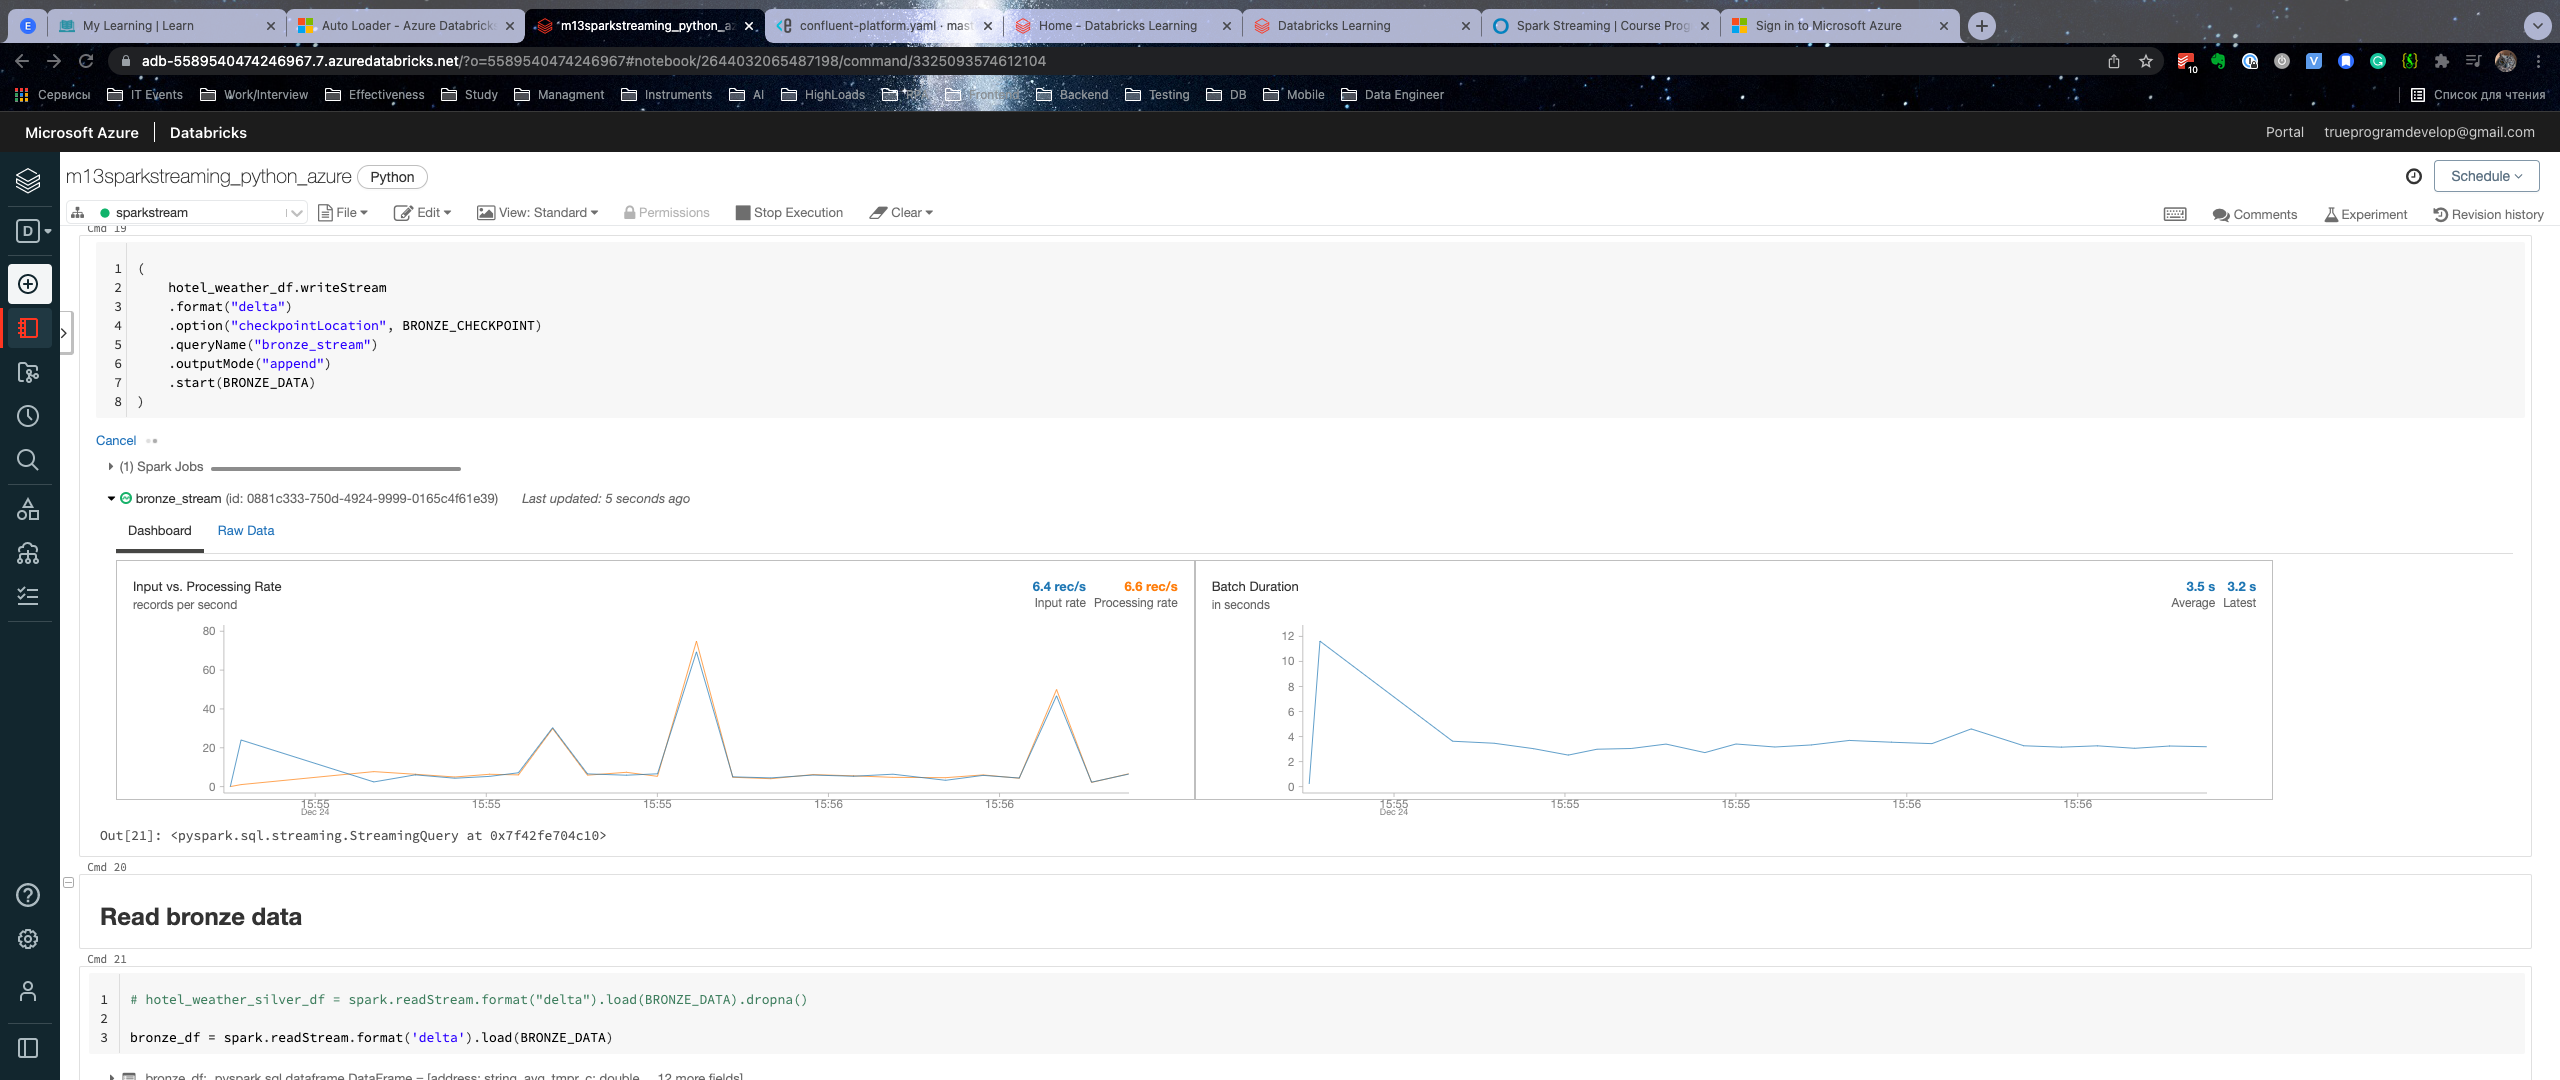 E
My Learning | Learn
Auto Loader - Azure Databricks
m13sparkstreaming_python_az
confluent-platform.yaml · mast
Home - Databricks Learning
Databricks Learning
Spark Streaming | Course Prog
Sign in to Microsoft Azure
adb-5589540474246967.7.azuredatabricks.net/?o=5589540474246967#notebook/2644032065487198/command/3325093574612104
10
Сервисы
IT Events
Work/Interview
Effectiveness
Study
Managment
Instruments
AI
HighLoads
Backend
Testing
DB
Mobile
Data Engineer
Список для чтения
Microsoft Azure
Databricks
Portal
trueprogramdevelop@gmail.com
m13sparkstreaming_python_azure
Python
Schedule
D
sparkstream
File
Edit
View: Standard
Permissions
Stop Execution
Clear
Comments
Experiment
Revision history
Cmd 19
1 (
2 hotel_weather_df.writeStream
3 .format("delta")
4 .option("checkpointLocation", BRONZE_CHECKPOINT)
5 .queryName("bronze_stream")
6 .outputMode("append")
7 .start(BRONZE_DATA)
8 )
Cancel
(1) Spark Jobs
bronze_stream (id: 0881c333-750d-4924-9999-0165c4f61e39) Last updated: 5 seconds ago
Dashboard
Raw Data
Input vs. Processing Rate
records per second
6.4 rec/s
Input rate
6.6 rec/s
Processing rate
80
60
40
20
0
15:55
Dec 24
15:55
15:55
15:56
15:56
Batch Duration
in seconds
3.5 s
Average
3.2 s
Latest
12
10
8
6
4
2
0
15:55
Dec 24
15:55
15:55
15:56
15:56
Out[21]: <pyspark.sql.streaming.StreamingQuery at 0x7f42fe704c10>
Cmd 20
Read bronze data
Cmd 21
1 # hotel_weather_silver_df = spark.readStream.format("delta").load(BRONZE_DATA).dropna()
2
3 bronze_df = spark.readStream.format('delta').load(BRONZE_DATA)
bronze_df: pyspark.sql.dataframe.DataFrame = [address: string, avg_tmpr_c: double ... 12 more fields]